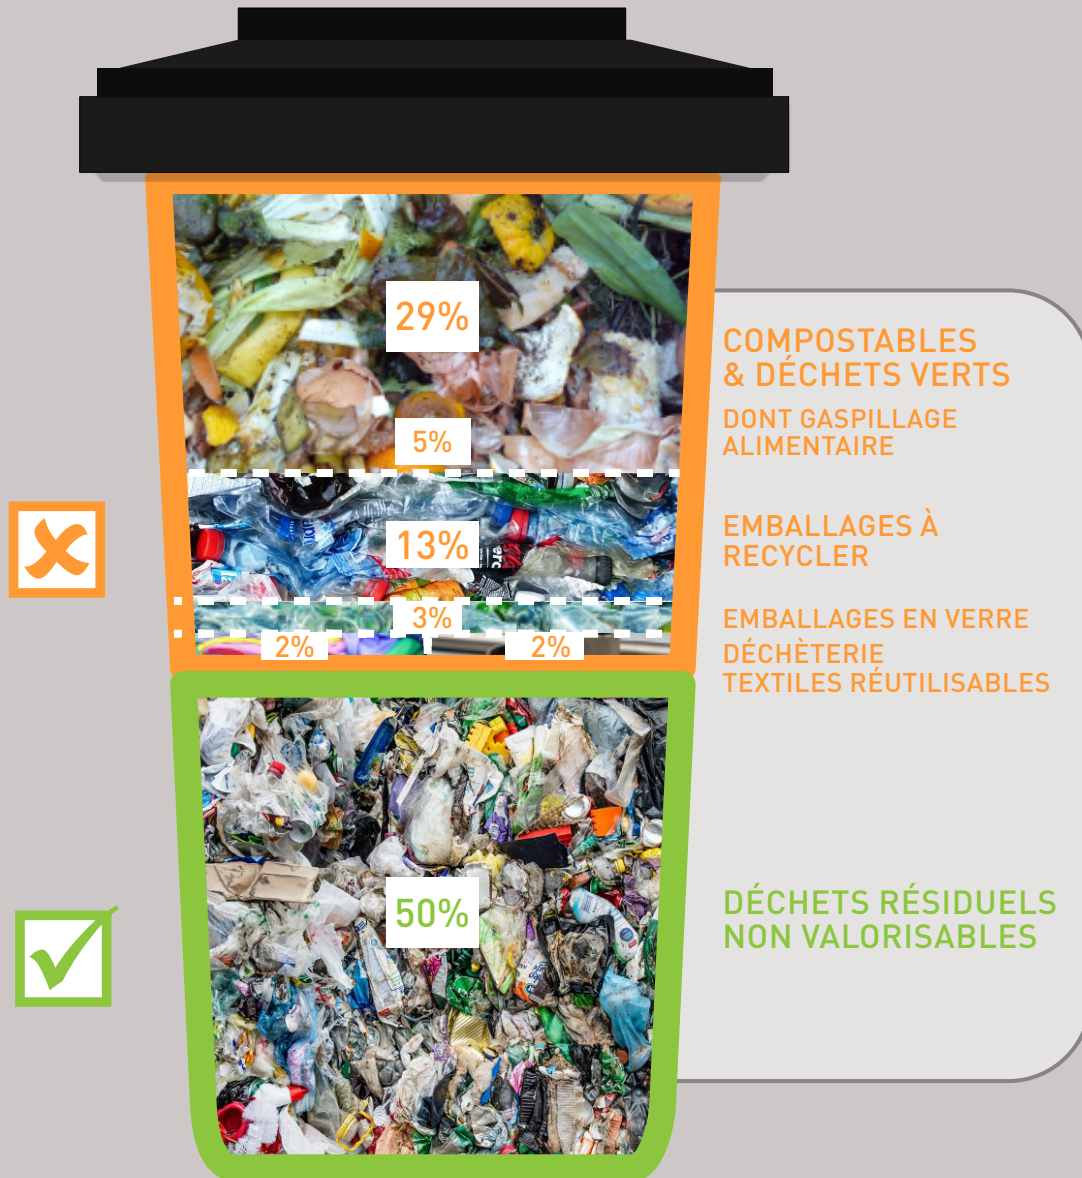 29%
COMPOSTABLES
& DÉCHETS VERTS
5%
DONT GASPILLAGE
ALIMENTAIRE
13%
EMBALLAGES À
RECYCLER
3%
EMBALLAGES EN VERRE
2%
2%
DÉCHÈTERIE
TEXTILES RÉUTILISABLES
50%
DÉCHETS RÉSIDUELS
NON VALORISABLES